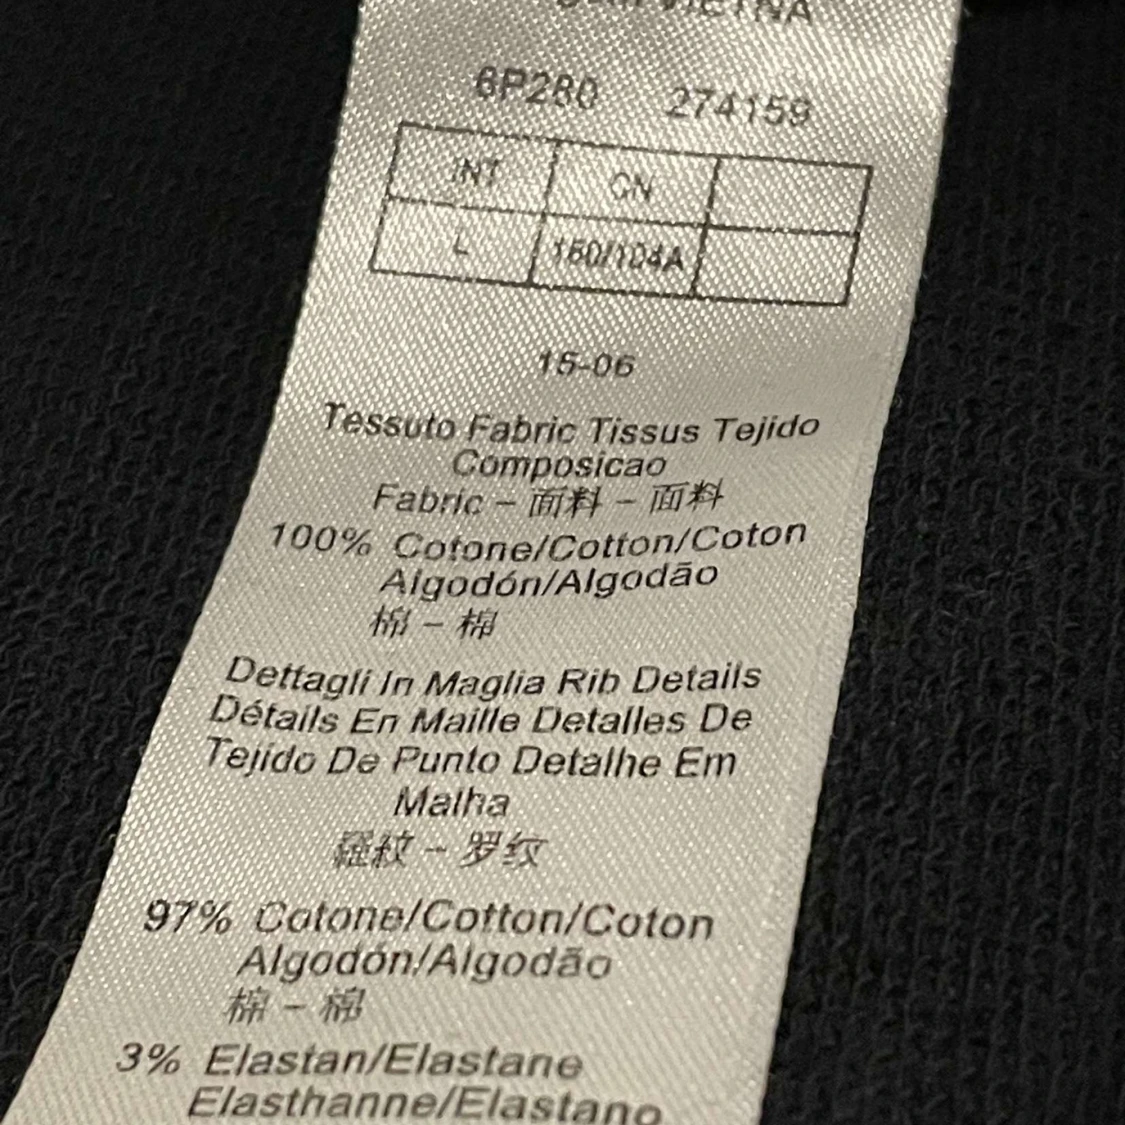 VIETNA
6P280 274159
INT CN
L 160/104A
15-06
Tessuto Fabric Tissus Tejido
Composicao
Fabric - 面料 - 面料
100% Cotone/Cotton/Coton
Algodón/Algodão
棉 - 棉
Dettagli In Maglia Rib Details
Détails En Maille Detalles De
Tejido De Punto Detalhe Em
Malha
羅紋 - 罗纹
97% Cotone/Cotton/Coton
Algodón/Algodão
棉 - 棉
3% Elastan/Elastane
Elasthanne/Elastano